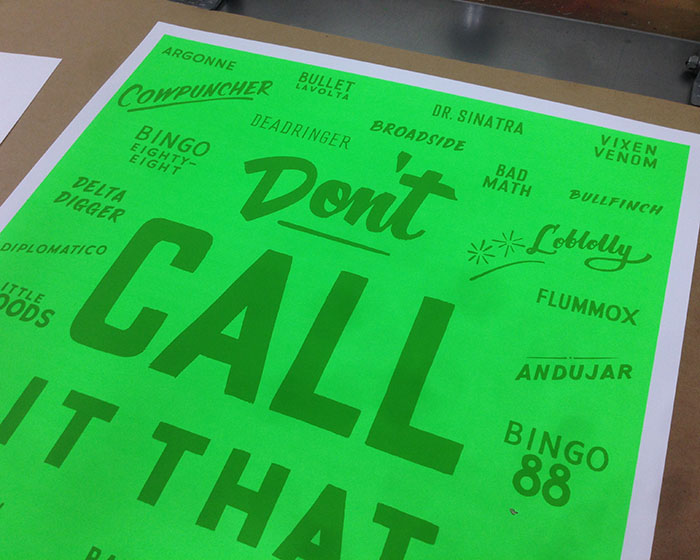 ARGONNE
COWPUNCHER
BULLET
LAVOLTA
DR. SINATRA
VIXEN
VENOM
DEADRINGER
BROADSIDE
BINGO
EIGHTY-
EIGHT
BAD
MATH
BULLFINCH
DELTA
DIGGER
Don't
Loblolly
DIPLOMATICO
CALL
FLUMMOX
ANDUJAR
IT THAT
BINGO
88